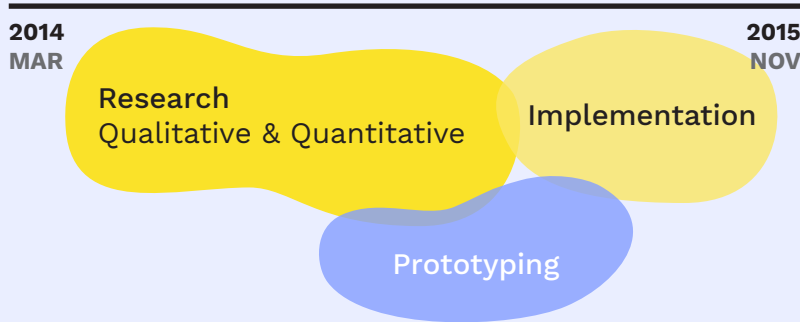 2014
MAR
2015
NOV
Research
Qualitative & Quantitative
Implementation
Prototyping